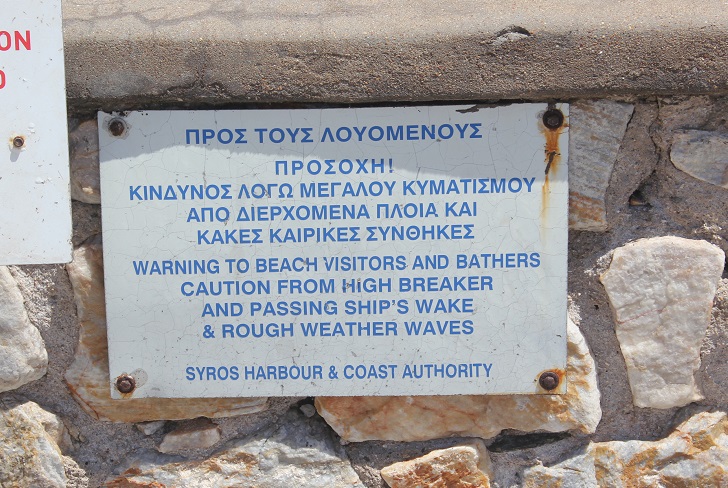 ON
ΠΡΟΣ ΤΟΥΣ ΛΟΥΟΜΕΝΟΥΣ
ΠΡΟΣΟΧΗ!
ΚΙΝΔΥΝΟΣ ΛΟΓΩ ΜΕΓΑΛΟΥ ΚΥΜΑΤΙΣΜΟΥ
ΑΠΟ ΔΙΕΡΧΟΜΕΝΑ ΠΛΟΙΑ ΚΑΙ
ΚΑΚΕΣ ΚΑΙΡΙΚΕΣ ΣΥΝΘΗΚΕΣ
WARNING TO BEACH VISITORS AND BATHERS
CAUTION FROM HIGH BREAKER
AND PASSING SHIP'S WAKE
& ROUGH WEATHER WAVES
SYROS HARBOUR & COAST AUTHORITY